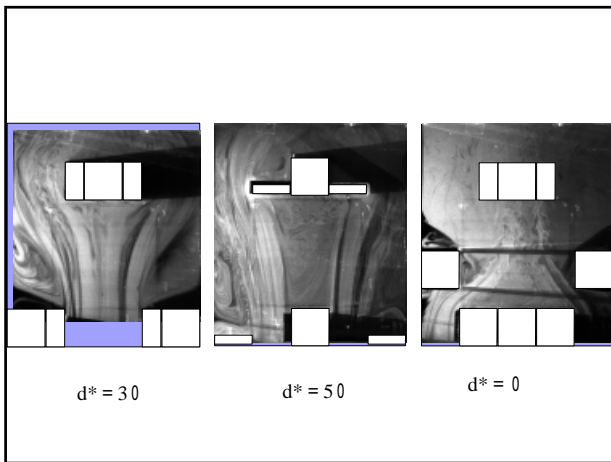 d* = 30 d* = 50 d* = 0